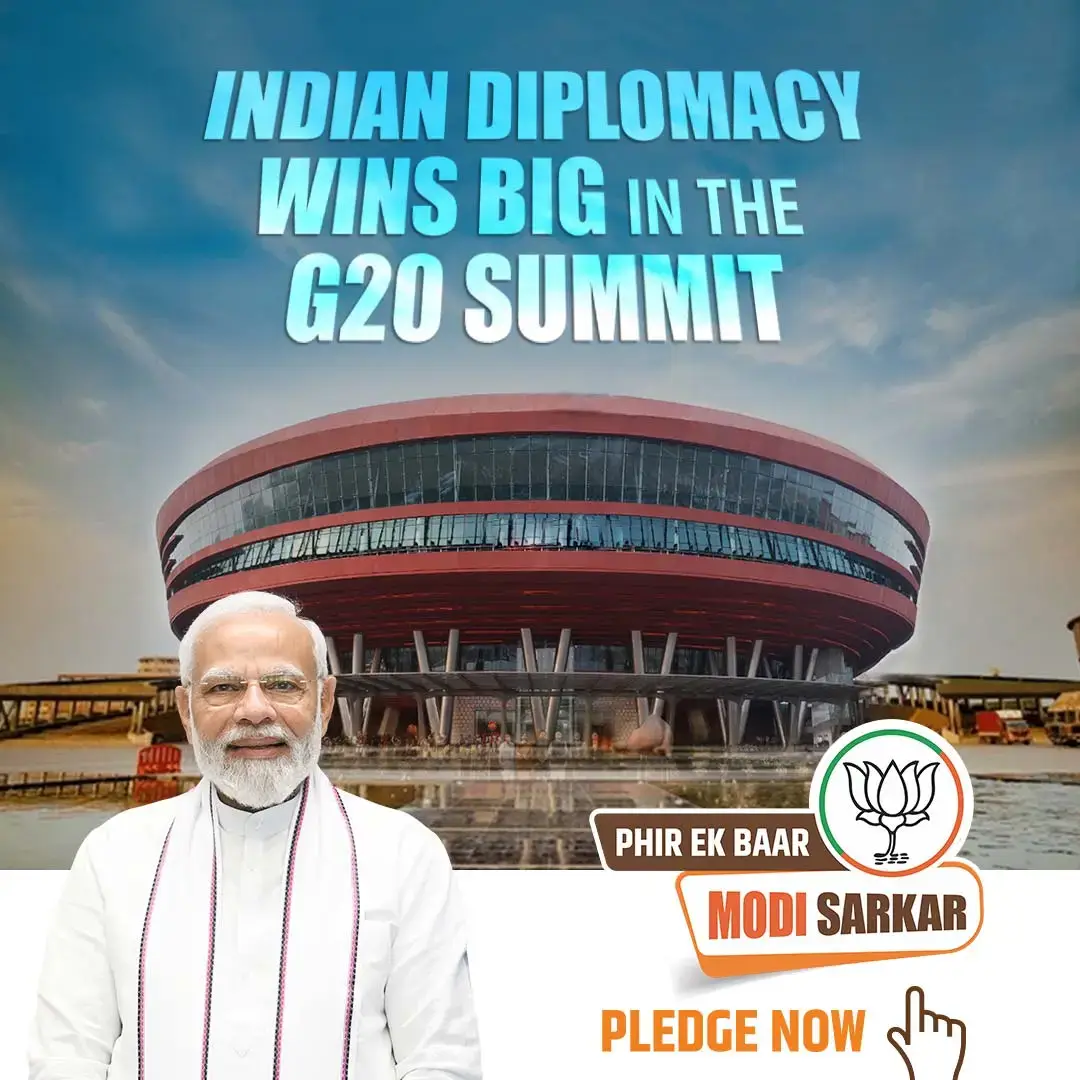 INDIAN DIPLOMACY
WINS BIG IN THE
G20 SUMMIT
PHIR EK BAAR
MODI SARKAR
PLEDGE NOW